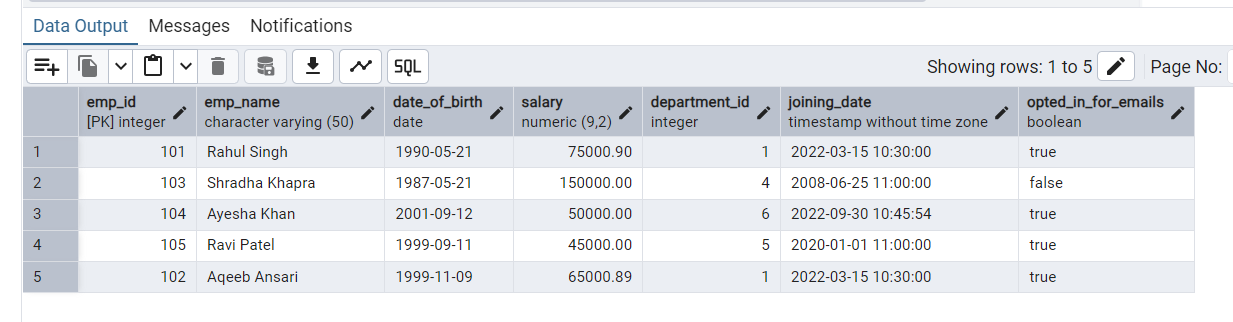 Data Output Messages Notifications
SQL Showing rows: 1 to 5 Page No:
emp_id emp_name date_of_birth salary department_id joining_date opted_in_for_emails
[PK] integer character varying (50) date numeric (9,2) integer timestamp without time zone boolean
1 101 Rahul Singh 1990-05-21 75000.90 1 2022-03-15 10:30:00 true
2 103 Shradha Khapra 1987-05-21 150000.00 4 2008-06-25 11:00:00 false
3 104 Ayesha Khan 2001-09-12 50000.00 6 2022-09-30 10:45:54 true
4 105 Ravi Patel 1999-09-11 45000.00 5 2020-01-01 11:00:00 true
5 102 Aqeeb Ansari 1999-11-09 65000.89 1 2022-03-15 10:30:00 true